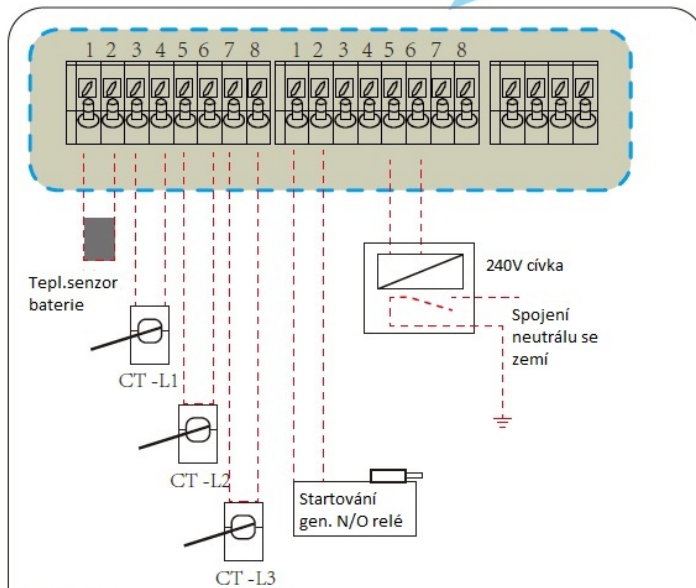 1 2 3 4 5 6 7 8 1 2 3 4 5 6 7 8
Tepl.senzor
baterie
240V cívka
Spojení
neutrálu se
zemí
CT -L1
CT -L2
Startování
gen. N/O relé
CT -L3